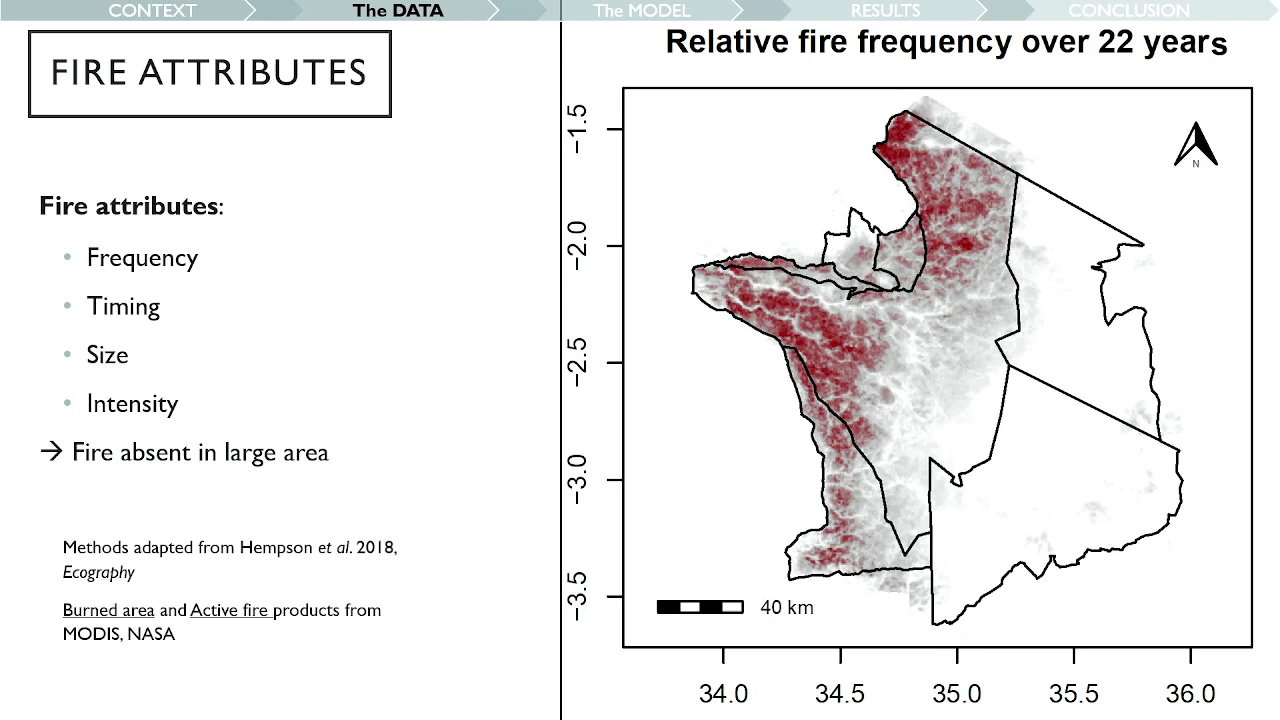 CONTEXT The DATA The MODEL RESULTS CONCLUSION
FIRE ATTRIBUTES
Fire attributes:
• Frequency
• Timing
• Size
• Intensity
→ Fire absent in large area
Methods adapted from Hempson et al. 2018,
Ecography
Burned area and Active fire products from
MODIS, NASA
Relative fire frequency over 22 years
−1.5
−2.0
−2.5
−3.0
−3.5
N
40 km
34.0 34.5 35.0 35.5 36.0